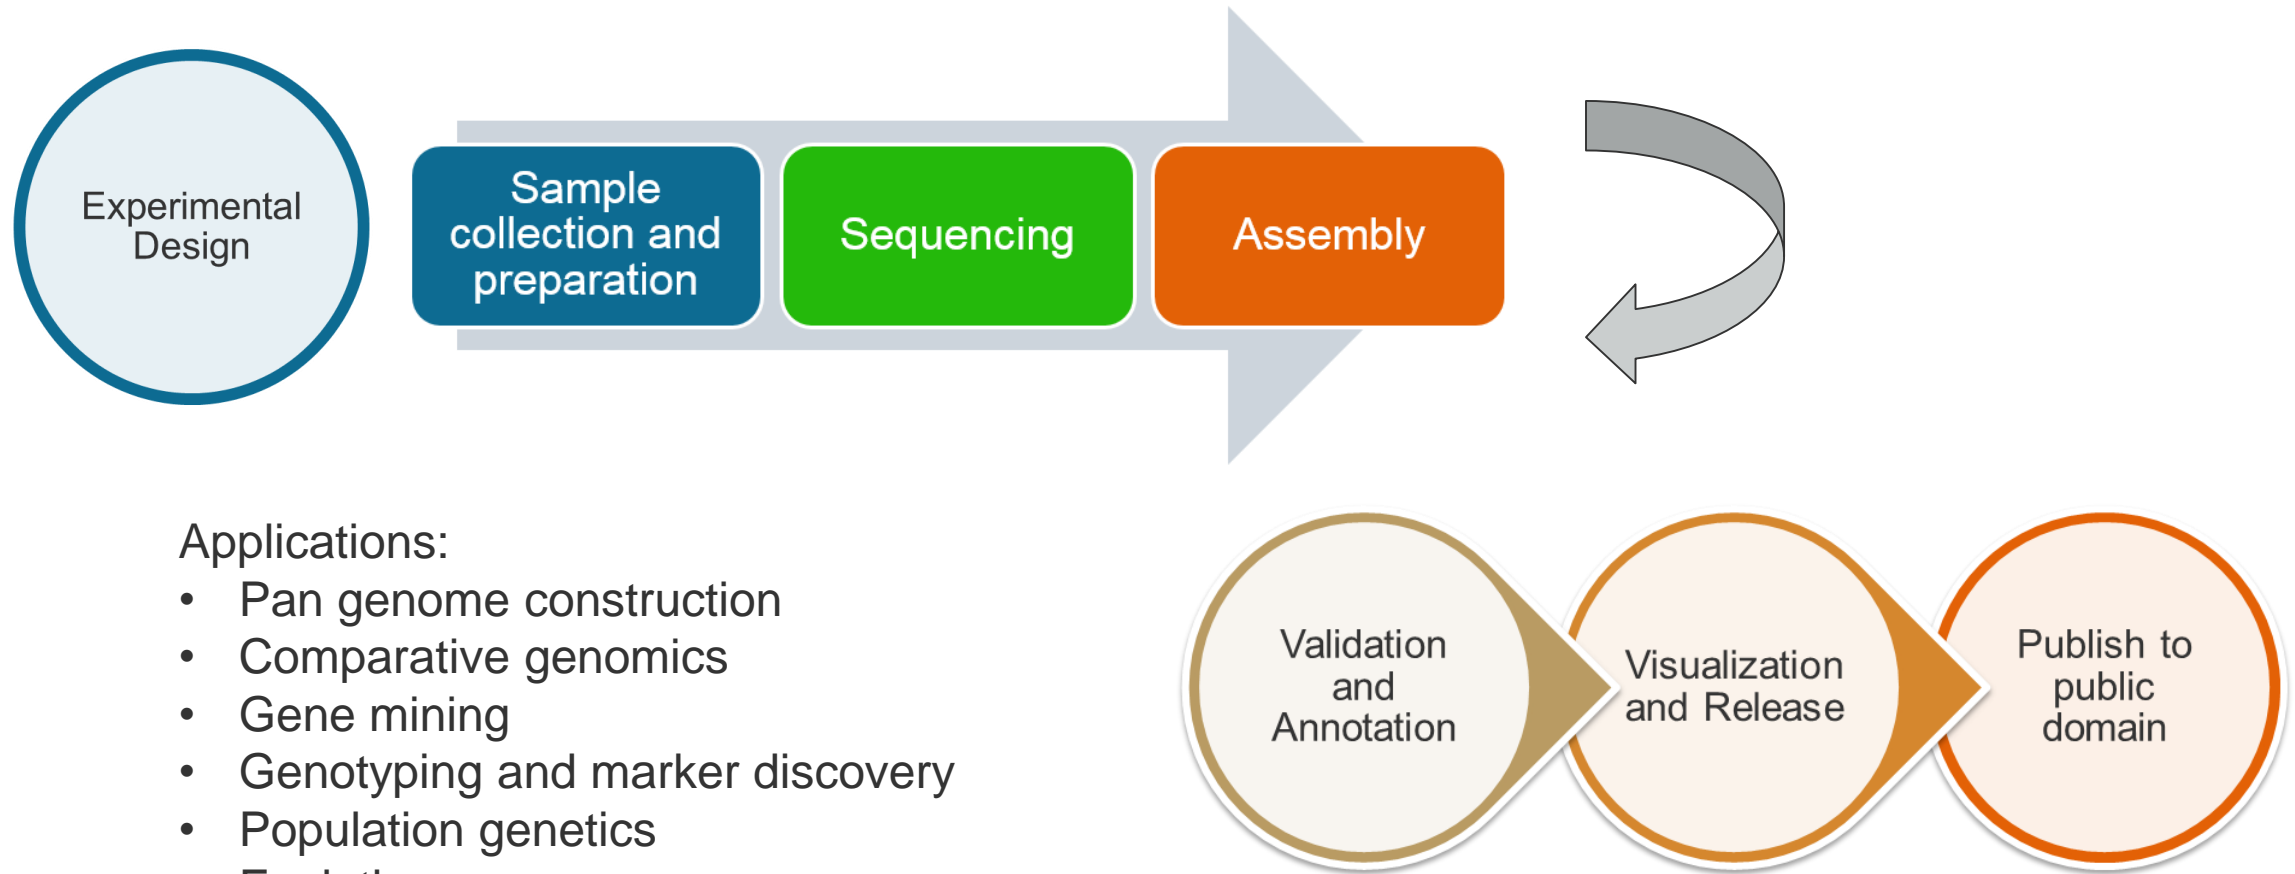 Experimental
Design
Sample
collection and
preparation
Sequencing
Assembly
Applications:
• Pan genome construction
• Comparative genomics
• Gene mining
• Genotyping and marker discovery
• Population genetics
Validation
and
Annotation
Visualization
and Release
Publish to
public
domain